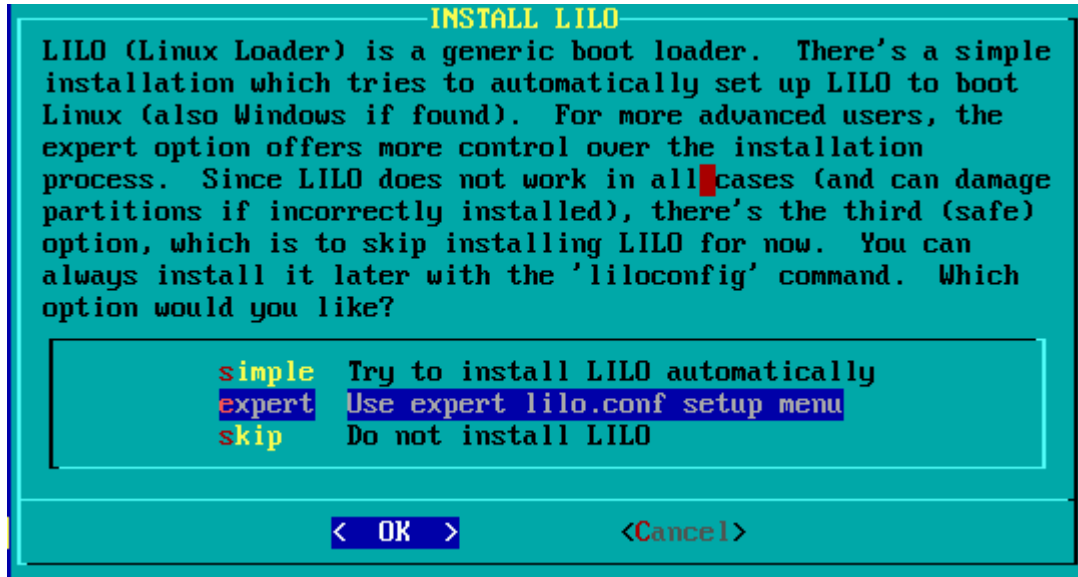 INSTALL LILO
LILO (Linux Loader) is a generic boot loader.  There's a simple
installation which tries to automatically set up LILO to boot
Linux (also Windows if found).  For more advanced users, the
expert option offers more control over the installation
process.  Since LILO does not work in all cases (and can damage
partitions if incorrectly installed), there's the third (safe)
option, which is to skip installing LILO for now.  You can
always install it later with the 'liloconfig' command.  Which
option would you like?
simple  Try to install LILO automatically
expert  Use expert lilo.conf setup menu
skip    Do not install LILO
<  OK  >          <Cancel>